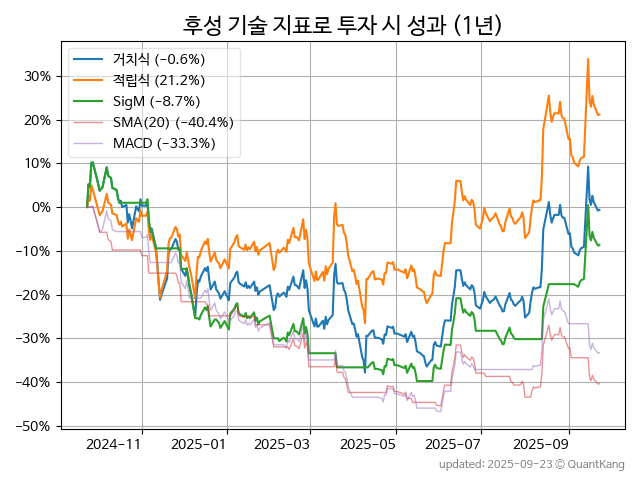 후성 기술 지표로 투자 시 성과 (1년)
거치식 (−0.6%)
적립식 (21.2%)
SigM (−8.7%)
SMA(20) (−40.4%)
MACD (−33.3%)
30%
20%
10%
0%
−10%
−20%
−30%
−40%
−50%
2024-11
2025-01
2025-03
2025-05
2025-07
2025-09
updated: 2025-09-23 ⓒ QuantKang